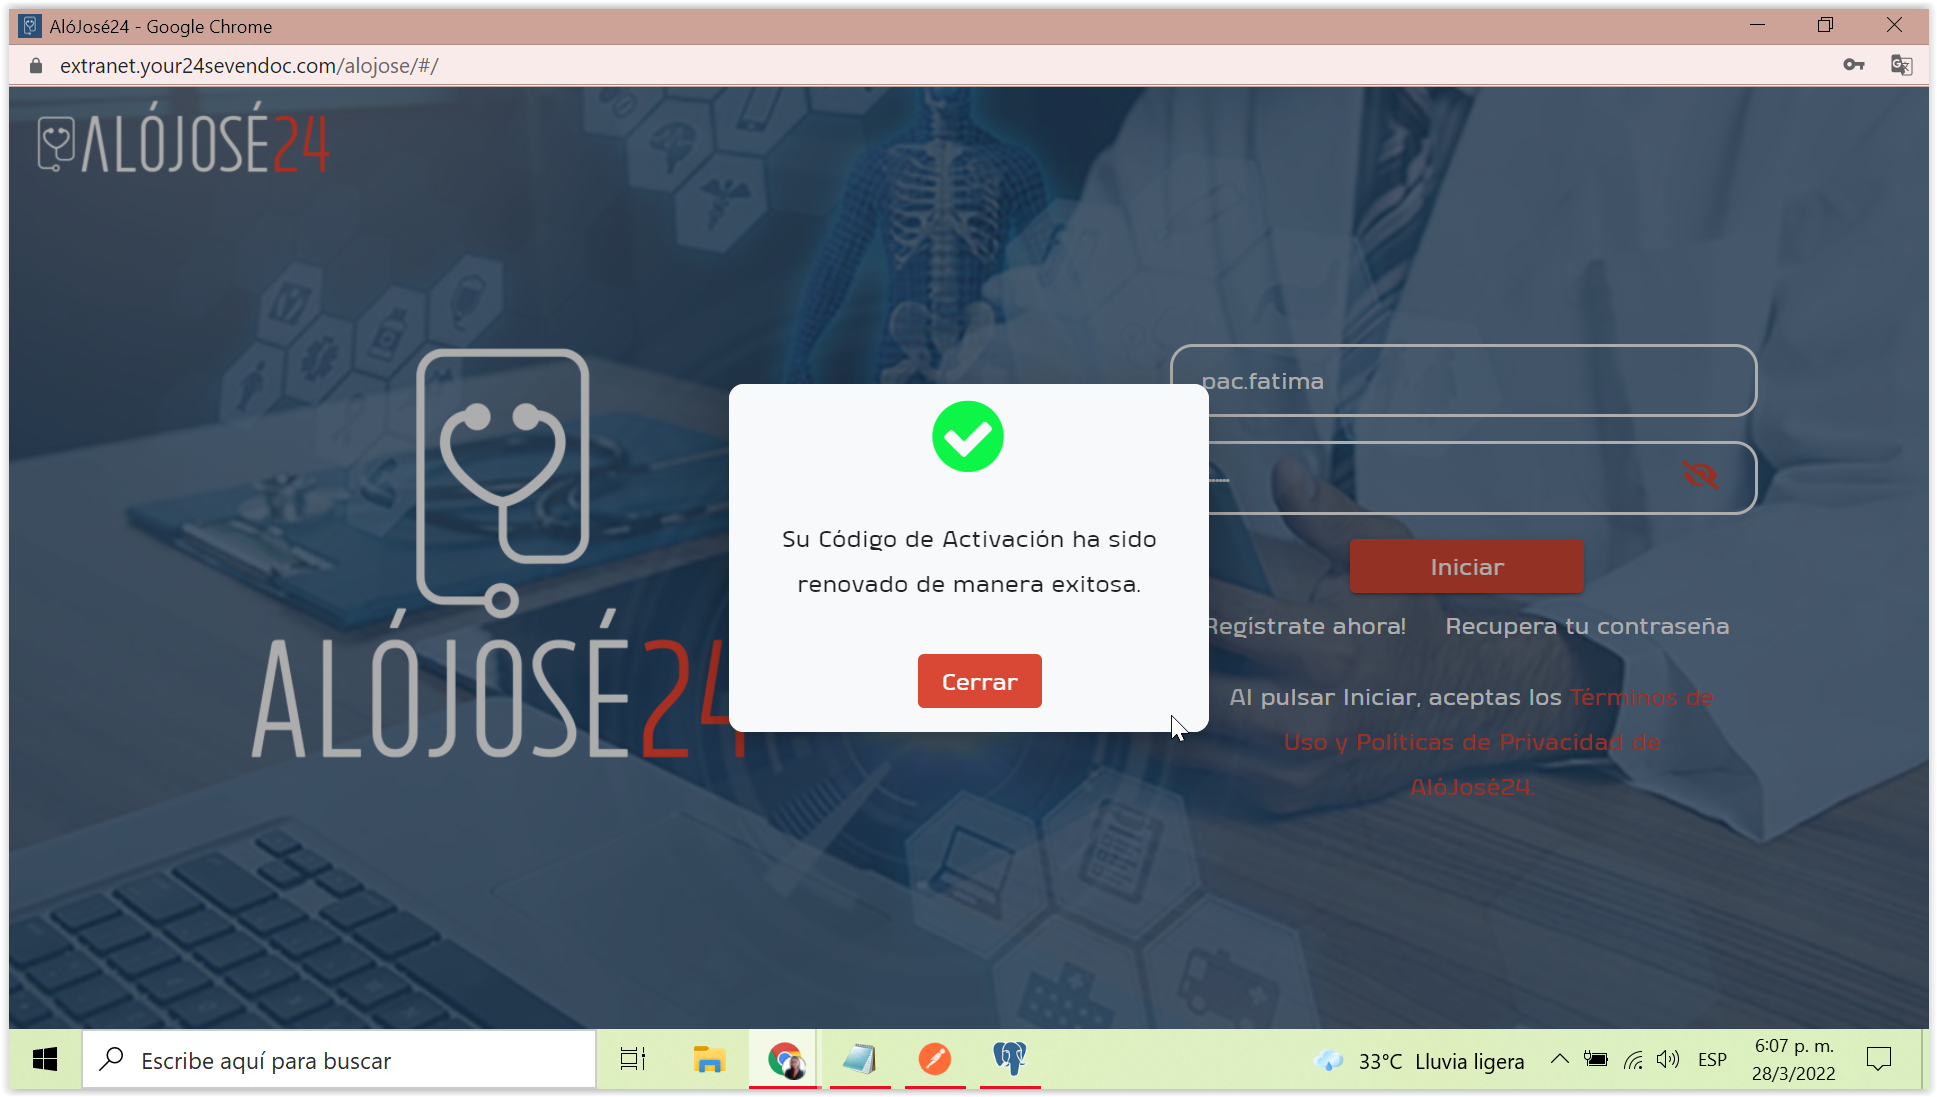 AlóJosé24 - Google Chrome
extranet.your24sevendoc.com/alojose/#/
ALÓJOSÉ24
pac.fatima
Su Código de Activación ha sido
renovado de manera exitosa.
Cerrar
Iniciar
Regístrate ahora! Recupera tu contraseña
Al pulsar Iniciar, aceptas los Términos de
Uso y Políticas de Privacidad de
AlóJosé24.
ALÓJOSÉ24
Escribe aquí para buscar
33°C Lluvia ligera
ESP
6:07 p. m.
28/3/2022